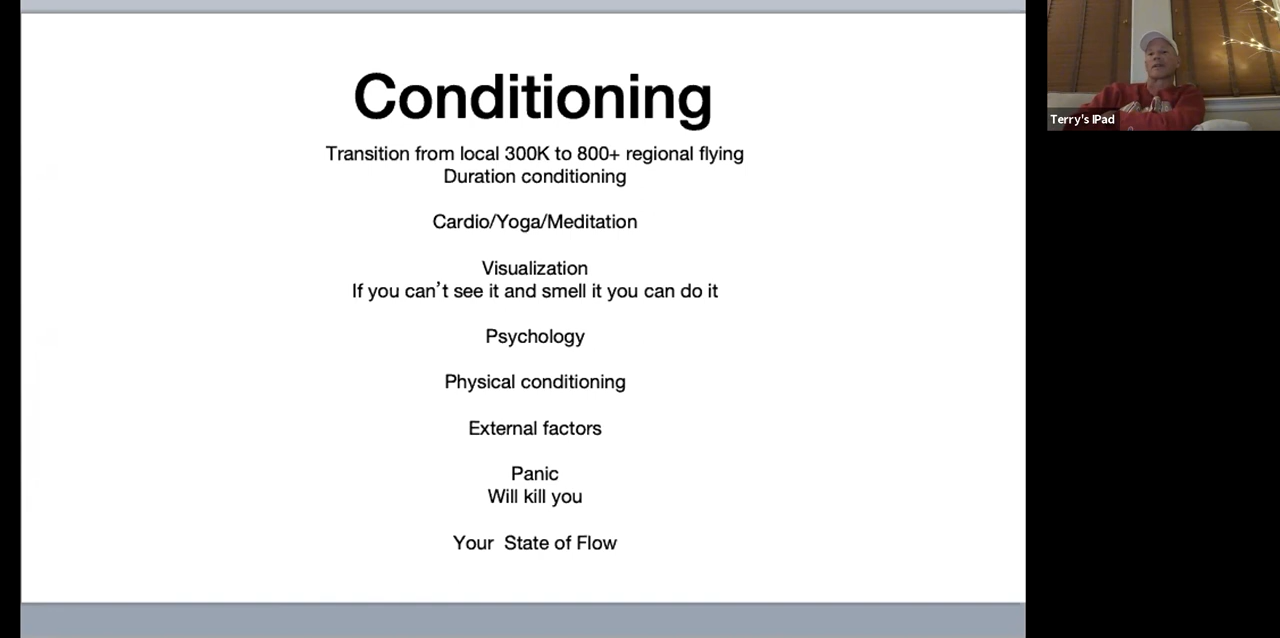 Conditioning
Transition from local 300K to 800+ regional flying
Duration conditioning
Cardio/Yoga/Meditation
Visualization
If you can’t see it and smell it you can do it
Psychology
Physical conditioning
External factors
Panic
Will kill you
Your  State of Flow
Terry's IPad